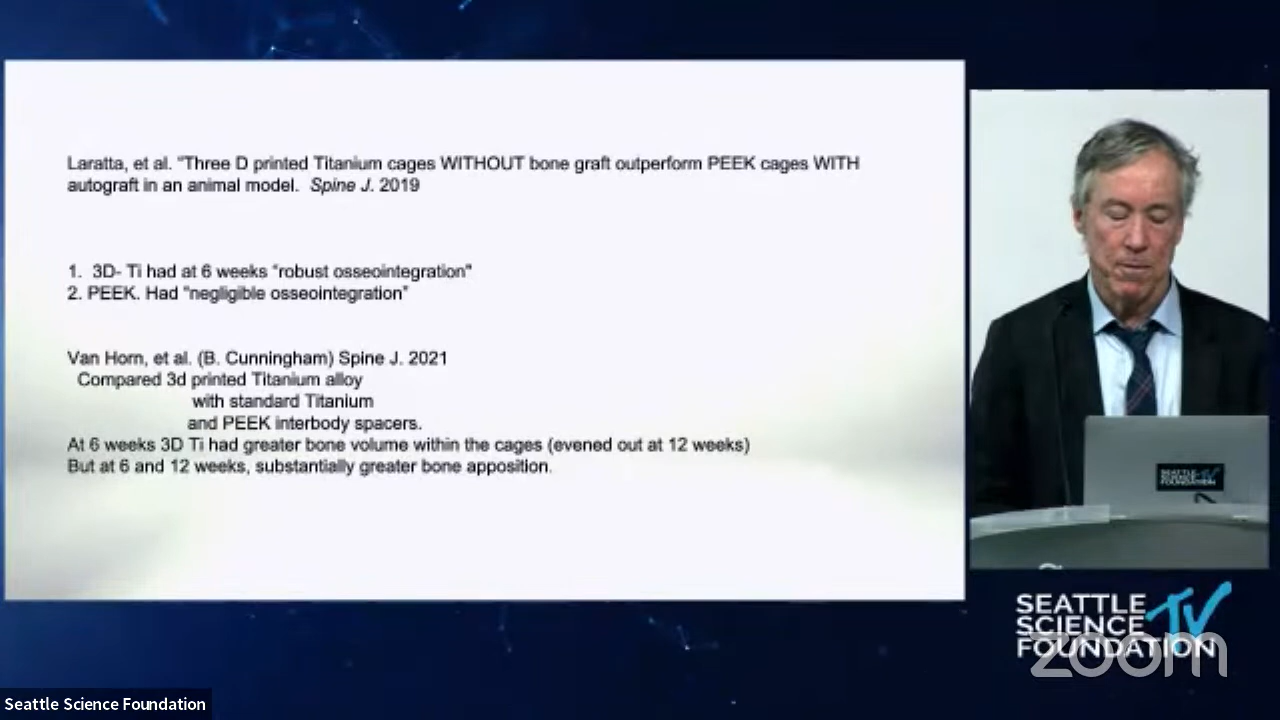 Laratta, et al. "Three D printed Titanium cages WITHOUT bone graft outperform PEEK cages WITH
autograft in an animal model. Spine J. 2019
1. 3D- Ti had at 6 weeks "robust osseointegration"
2. PEEK. Had "negligible osseointegration"
Van Horn, et al. (B. Cunningham) Spine J. 2021
Compared 3d printed Titanium alloy
with standard Titanium
and PEEK interbody spacers.
At 6 weeks 3D Ti had greater bone volume within the cages (evened out at 12 weeks)
But at 6 and 12 weeks, substantially greater bone apposition.
SEATTLE
SCIENCE TV
FOUNDATION
SEATTLE
SCIENCE TV
FOUNDATION
zoom
Seattle Science Foundation